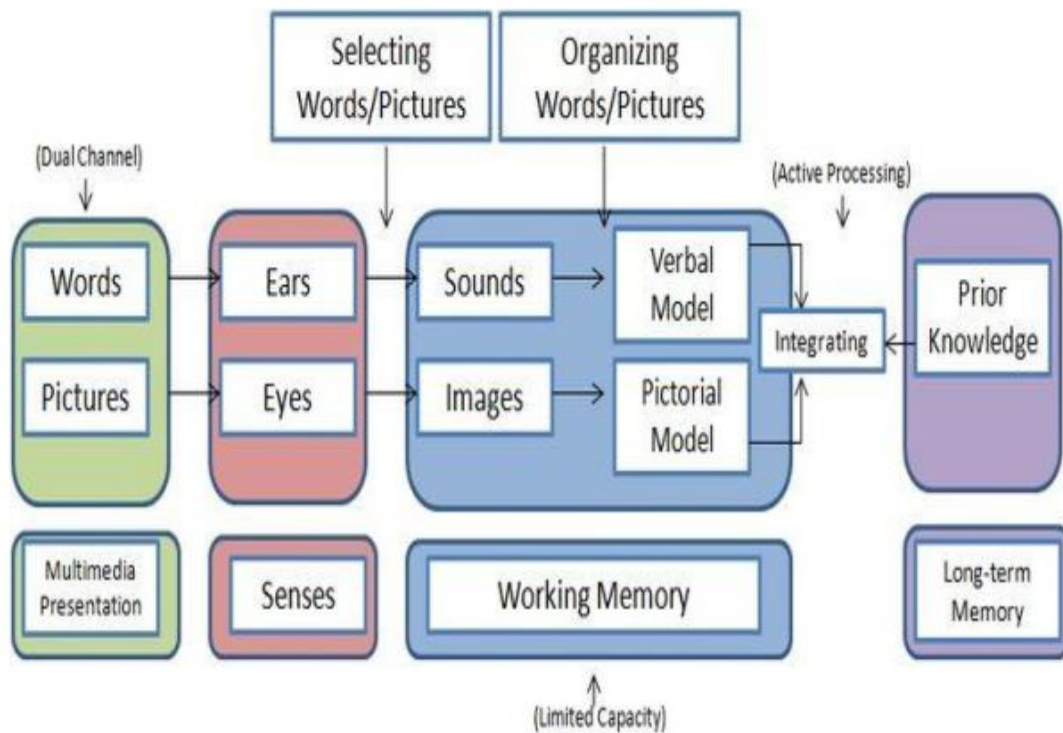 Selecting
Words/Pictures
Organizing
Words/Pictures
(Dual Channel)
(Active Processing)
Words
Ears
Sounds
Verbal
Model
Prior
Knowledge
Integrating
Pictures
Eyes
Images
Pictorial
Model
Multimedia
Presentation
Senses
Working Memory
Long-term
Memory
(Limited Capacity)